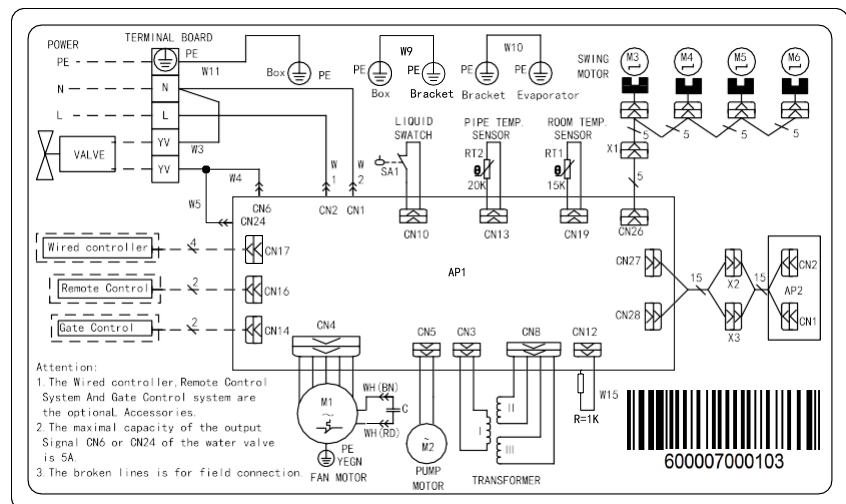 POWER
TERMINAL BOARD
PE
PE
W11
Box
PE
W9
PE
PE
Box
Bracket
W10
PE
PE
Bracket
Evaporator
SWING
MOTOR
M3
M4
M5
M6
N
N
L
L
YV
W3
VALVE
YV
W4
W5
W
1
W
2
LIQUID
SWATCH
SA1
PIPE TEMP.
SENSOR
RT2
20K
ROOM TEMP.
SENSOR
RT1
15K
5
5
5
5
X1
5
CN6
CN24
CN2
CN1
CN10
CN13
CN19
CN26
Wired controller
4
CN17
Remote Control
2
CN16
Gate Control
2
CN14
AP1
CN27
CN28
15
X2
X3
15
CN2
AP2
CN1
CN4
CN5
CN3
CN8
CN12
Attention:
1. The Wired controller, Remote Control
System And Gate Control system are
the optionaL Accessories.
2. The maximal capacity of the output
Signal CN6 or CN24 of the water valve
is 5A.
3. The broken lines is for field connection.
M1
~
WH(BN)
C
WH(RD)
PE
YEGN
FAN MOTOR
~
M2
PUMP
MOTOR
I
II
III
TRANSFORMER
W15
R=1K
600007000103